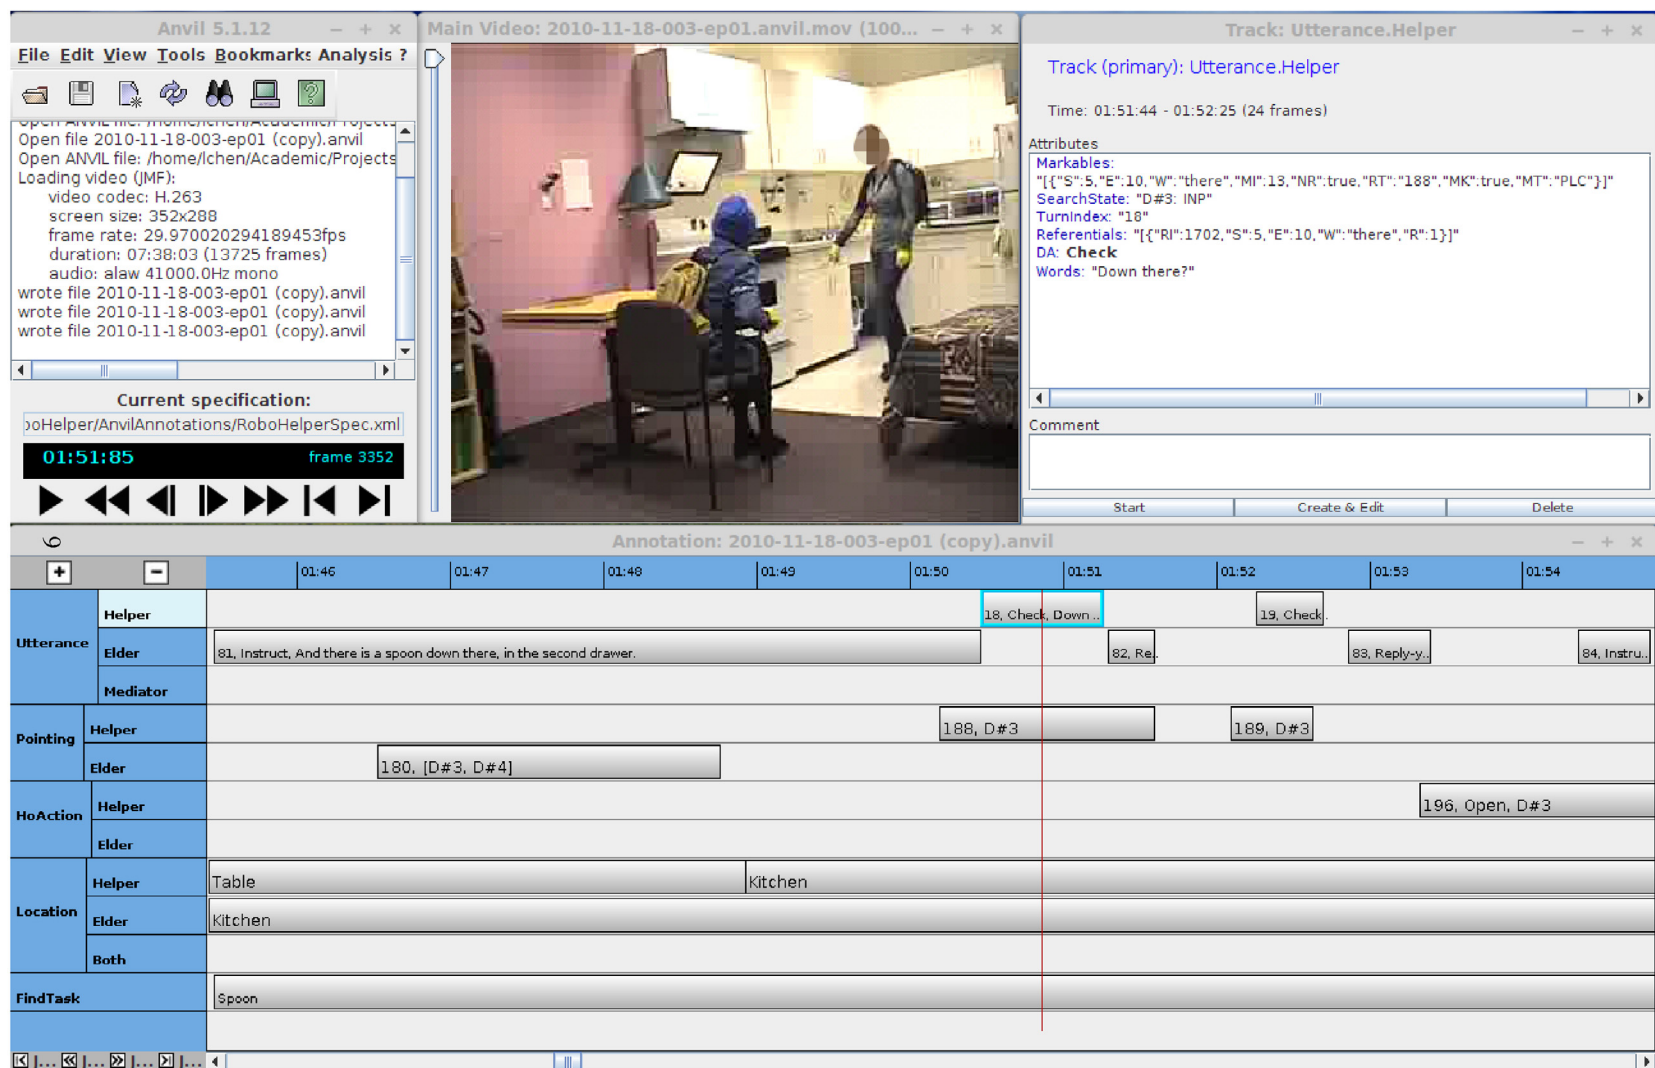 Anvil 5.1.12
File Edit View Tools Bookmarks Analysis ?
Open ANVIL file: /home/lchen/Academic/Projects
Open file 2010-11-18-003-ep01 (copy).anvil
Open ANVIL file: /home/lchen/Academic/Projects
Loading video (JMF):
video codec: H.263
screen size: 352x288
frame rate: 29.970020294189453fps
duration: 07:38:03 (13725 frames)
audio: alaw 41000.0Hz mono
wrote file 2010-11-18-003-ep01 (copy).anvil
wrote file 2010-11-18-003-ep01 (copy).anvil
wrote file 2010-11-18-003-ep01 (copy).anvil
Current specification:
oHelper/AnvilAnnotations/RoboHelperSpec.xml
01:51:85 frame 3352
Main Video: 2010-11-18-003-ep01.anvil.mov (100...
Track: Utterance.Helper
Track (primary): Utterance.Helper
Time: 01:51:44 - 01:52:25 (24 frames)
Attributes
Markables:
"[{"S":5,"E":10,"W":"there","MI":13,"NR":true,"RT":"188","MK":true,"MT":"PLC"}]"
SearchState: "D#3: INP"
TurnIndex: "18"
Referentials: "[{"RI":1702,"S":5,"E":10,"W":"there","R":1}]"
DA: Check
Words: "Down there?"
Comment
Start Create & Edit Delete
Annotation: 2010-11-18-003-ep01 (copy).anvil
01:46 01:47 01:48 01:49 01:50 01:51 01:52 01:53 01:54
Utterance
Helper
18, Check, Down ..
19, Check.
Elder
81, Instruct, And there is a spoon down there, in the second drawer.
82, Re..
83, Reply-y..
84, Instru..
Mediator
Pointing
Helper
188, D#3
189, D#3
Elder
180, [D#3, D#4]
HoAction
Helper
196, Open, D#3
Elder
Location
Helper
Table
Kitchen
Elder
Kitchen
Both
FindTask
Spoon